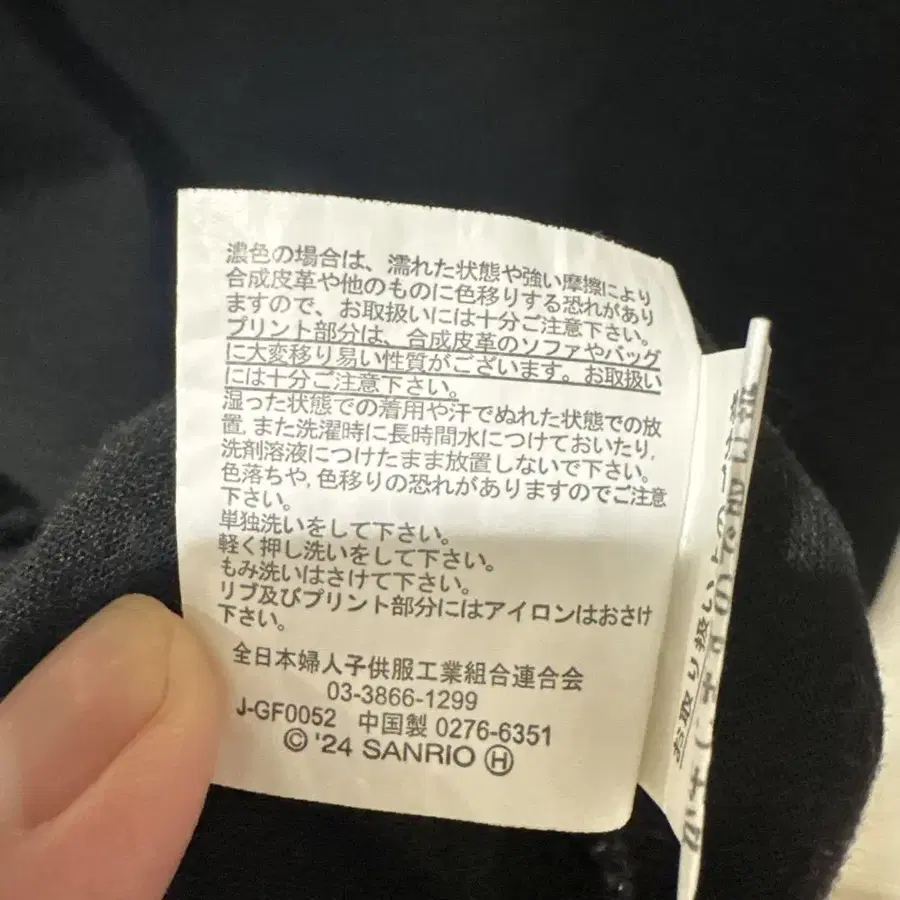 濃色の場合は、濡れた状態や強い摩擦により
合成皮革や他のものに色移りする恐れがあり
ますので、お取扱いには十分ご注意下さい。
プリント部分は、合成皮革のソファやバッグ
に大変移り易い性質がございます。お取扱い
には十分ご注意下さい。
湿った状態での着用や汗でぬれた状態での放
置,また洗濯時に長時間水につけておいたり,
洗剤溶液につけたまま放置しないで下さい。
色落ちや,色移りの恐れがありますのでご注意
下さい。
単独洗いをして下さい。
軽く押し洗いをして下さい。
もみ洗いはさけて下さい。
リブ及びプリント部分にはアイロンはおさけ
下さい。
全日本婦人子供服工業組合連合会
03-3866-1299
J-GF0052 中国製 0276-6351
© '24 SANRIO Ⓗ
お取り扱い上の